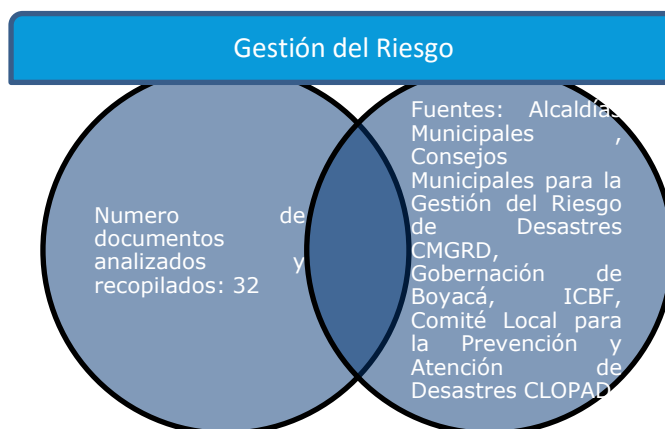 Gestión del Riesgo
Numero de
documentos
analizados y
recopilados: 32
Fuentes: Alcaldías
Municipales ,
Consejos
Municipales para la
Gestión del Riesgo
de Desastres
CMGRD,
Gobernación de
Boyacá, ICBF,
Comité Local para
la Prevención y
Atención de
Desastres CLOPAD